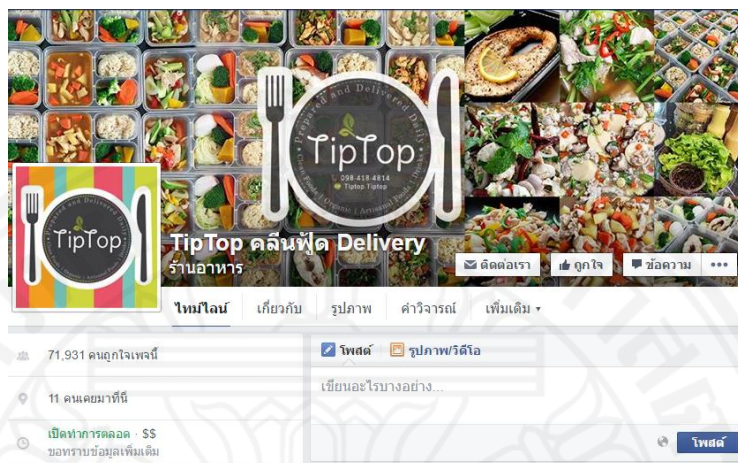 Prepared and Delivered Daily
TipTop
098-418-4814
Tiptop.Tiptop
Clean Foods | Organic | Artisanal Foods | Drinks
TipTop
TipTop คลีนฟู้ด Delivery
ร้านอาหาร
ติดต่อเรา ถูกใจ ข้อความ •••
ไทม์ไลน์ เกี่ยวกับ รูปภาพ คำวิจารณ์ เพิ่มเติม
71,931 คนถูกใจเพจนี้
11 คนเคยมาที่นี่
เปิดทำการตลอด · $$
ขอทราบข้อมูลเพิ่มเติม
โพสต์ รูปภาพ/วิดีโอ
เขียนอะไรบางอย่าง...
โพสต์